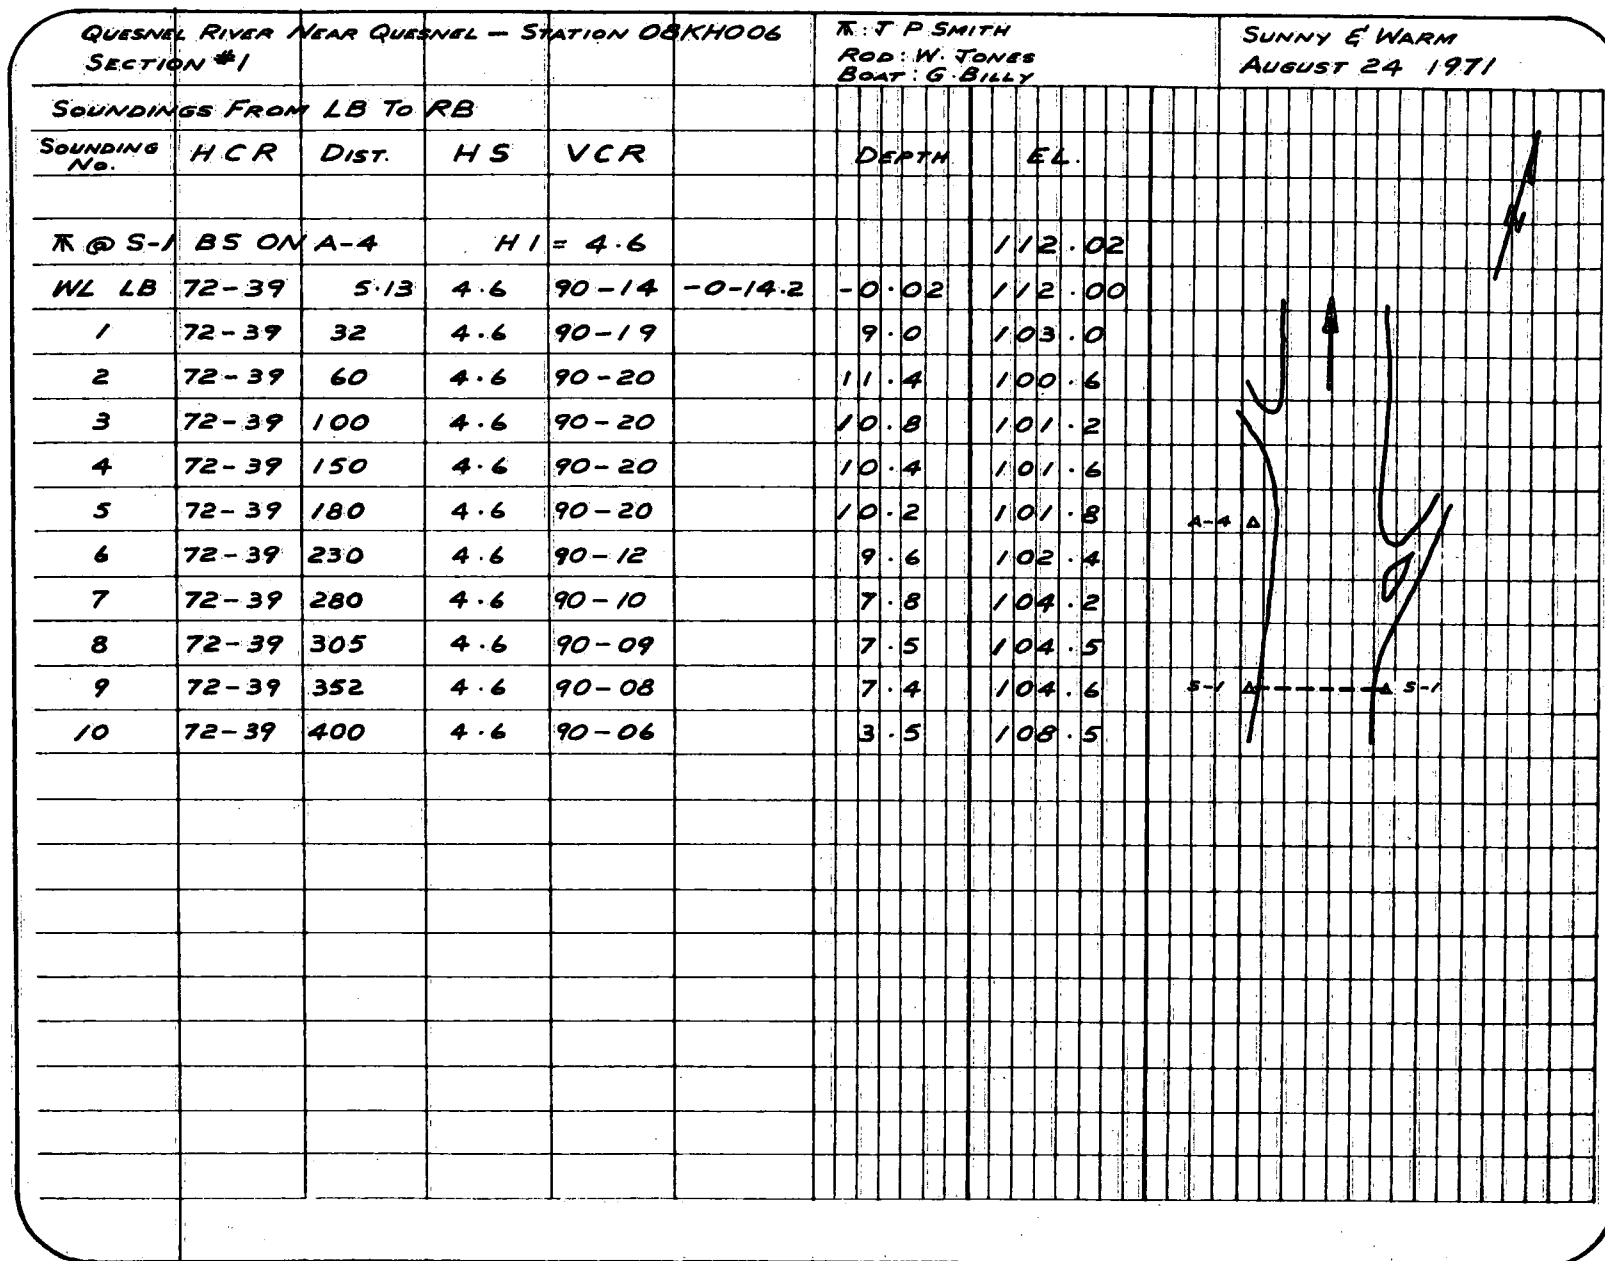 QUESNEL RIVER NEAR QUESNEL — STATION 08KH006
SECTION #1
π: J P SMITH
ROD: W. JONES
BOAT: G. BILLY
SUNNY & WARM
AUGUST 24 1971
SOUNDINGS FROM LB TO RB
SOUNDING No. HCR DIST. HS VCR DEPTH EL.
π @ S-1 BS ON A-4 HI = 4.6 112.02
WL LB 72-39 5.13 4.6 90-14 -0-14.2 -0.02 112.00
1 72-39 32 4.6 90-19 9.0 103.0
2 72-39 60 4.6 90-20 11.4 100.6
3 72-39 100 4.6 90-20 10.8 101.2
4 72-39 150 4.6 90-20 10.4 101.6
5 72-39 180 4.6 90-20 10.2 101.8
6 72-39 230 4.6 90-12 9.6 102.4
7 72-39 280 4.6 90-10 7.8 104.2
8 72-39 305 4.6 90-09 7.5 104.5
9 72-39 352 4.6 90-08 7.4 104.6
10 72-39 400 4.6 90-06 3.5 108.5
N
A-4
S-1 S-1